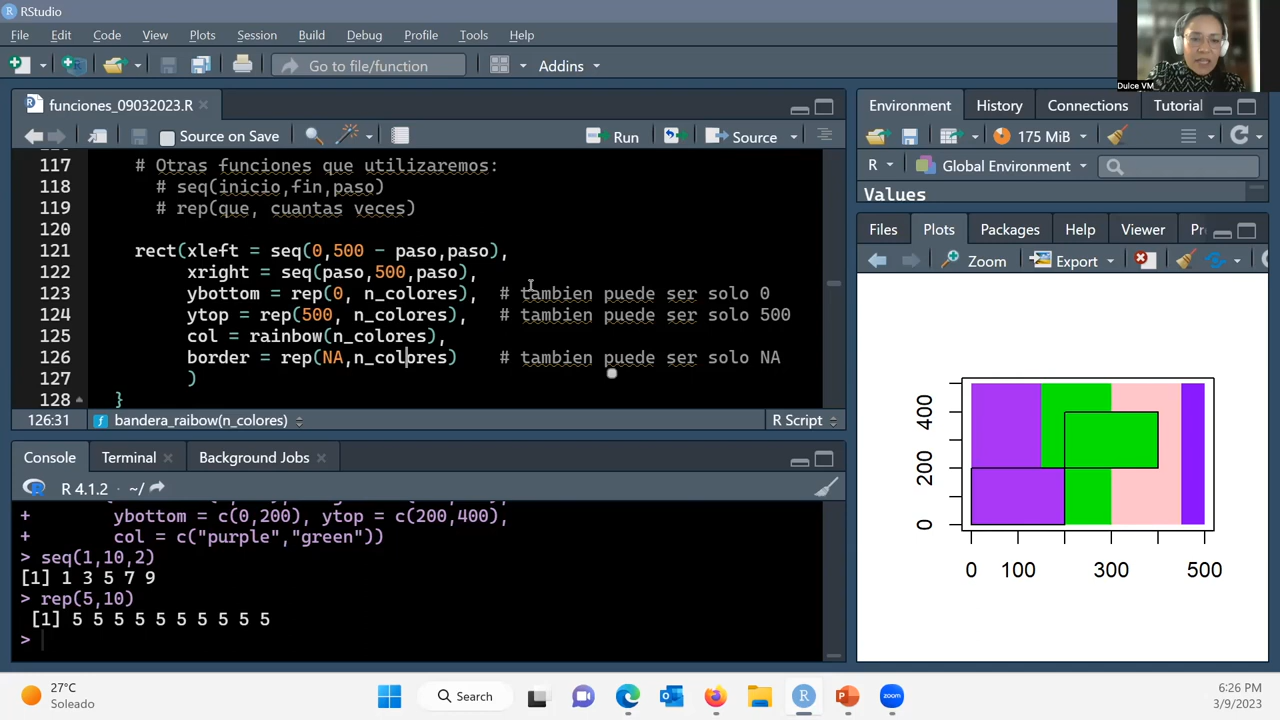 RStudio
File Edit Code View Plots Session Build Debug Profile Tools Help
Go to file/function Addins
Dulce VM
funciones_09032023.R
Source on Save Run Source
117 # Otras funciones que utilizaremos:
118 # seq(inicio,fin,paso)
119 # rep(que, cuantas veces)
120
121 rect(xleft = seq(0,500 - paso,paso),
122 xright = seq(paso,500,paso),
123 ybottom = rep(0, n_colores), # tambien puede ser solo 0
124 ytop = rep(500, n_colores), # tambien puede ser solo 500
125 col = rainbow(n_colores),
126 border = rep(NA,n_colores) # tambien puede ser solo NA
127 )
128 }
126:31 bandera_raibow(n_colores) R Script
Console Terminal Background Jobs
R 4.1.2 · ~/
+ ybottom = c(0,200), ytop = c(200,400),
+ col = c("purple","green"))
> seq(1,10,2)
[1] 1 3 5 7 9
> rep(5,10)
[1] 5 5 5 5 5 5 5 5 5 5
>
Environment History Connections Tutorial
175 MiB
R Global Environment
Values
Files Plots Packages Help Viewer Pr
Zoom Export
400
200
0
0 100 300 500
27°C
Soleado
Search
zoom
6:26 PM
3/9/2023